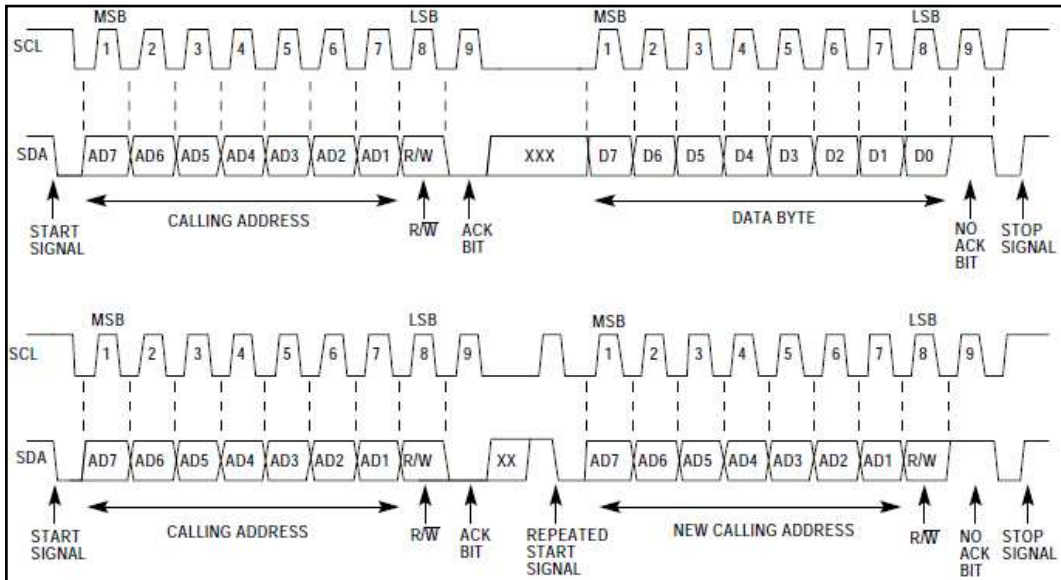 MSB LSB MSB LSB
SCL 1 2 3 4 5 6 7 8 9 1 2 3 4 5 6 7 8 9
SDA AD7 AD6 AD5 AD4 AD3 AD2 AD1 R/W XXX D7 D6 D5 D4 D3 D2 D1 D0
CALLING ADDRESS DATA BYTE
START SIGNAL
R/W
ACK BIT
NO ACK BIT
STOP SIGNAL
MSB LSB MSB LSB
SCL 1 2 3 4 5 6 7 8 9 1 2 3 4 5 6 7 8 9
SDA AD7 AD6 AD5 AD4 AD3 AD2 AD1 R/W XX AD7 AD6 AD5 AD4 AD3 AD2 AD1 R/W
CALLING ADDRESS NEW CALLING ADDRESS
START SIGNAL
R/W
ACK BIT
REPEATED START SIGNAL
R/W
NO ACK BIT
STOP SIGNAL